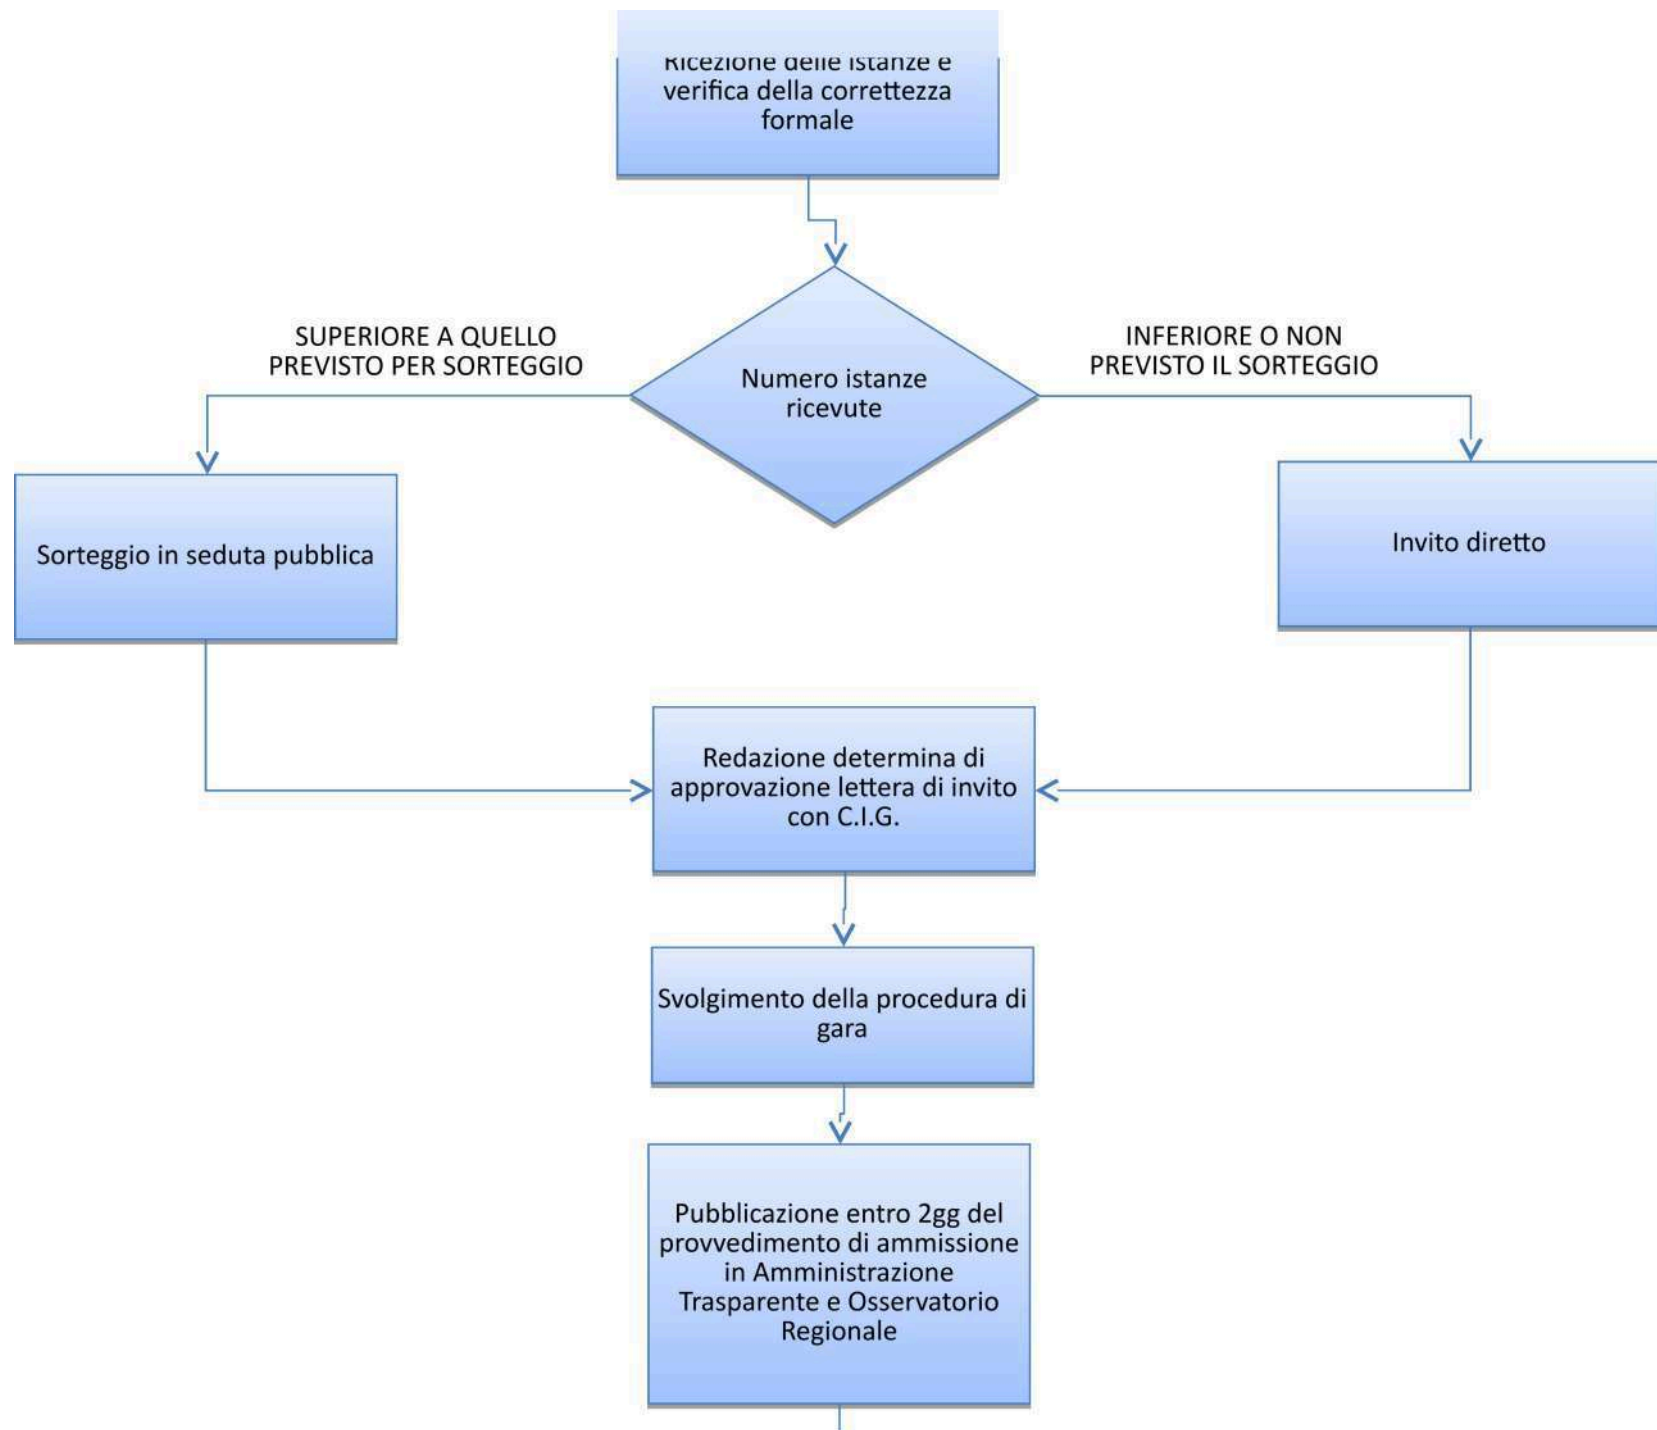 Ricezione delle istanze e
verifica della correttezza
formale
SUPERIORE A QUELLO
PREVISTO PER SORTEGGIO
INFERIORE O NON
PREVISTO IL SORTEGGIO
Numero istanze
ricevute
Sorteggio in seduta pubblica
Invito diretto
Redazione determina di
approvazione lettera di invito
con C.I.G.
Svolgimento della procedura di
gara
Pubblicazione entro 2gg del
provvedimento di ammissione
in Amministrazione
Trasparente e Osservatorio
Regionale